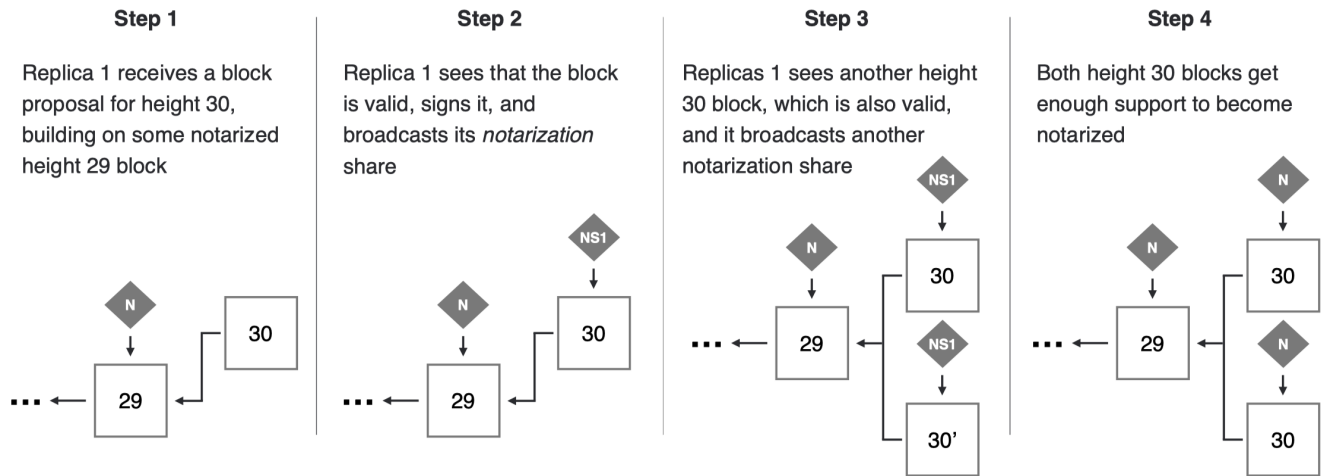 Step 1
Replica 1 receives a block
proposal for height 30,
building on some notarized
height 29 block
N
30
29
Step 2
Replica 1 sees that the block
is valid, signs it, and
broadcasts its notarization
share
NS1
N
30
29
Step 3
Replicas 1 sees another height
30 block, which is also valid,
and it broadcasts another
notarization share
NS1
N
30
29
NS1
30’
Step 4
Both height 30 blocks get
enough support to become
notarized
N
N
30
29
N
30